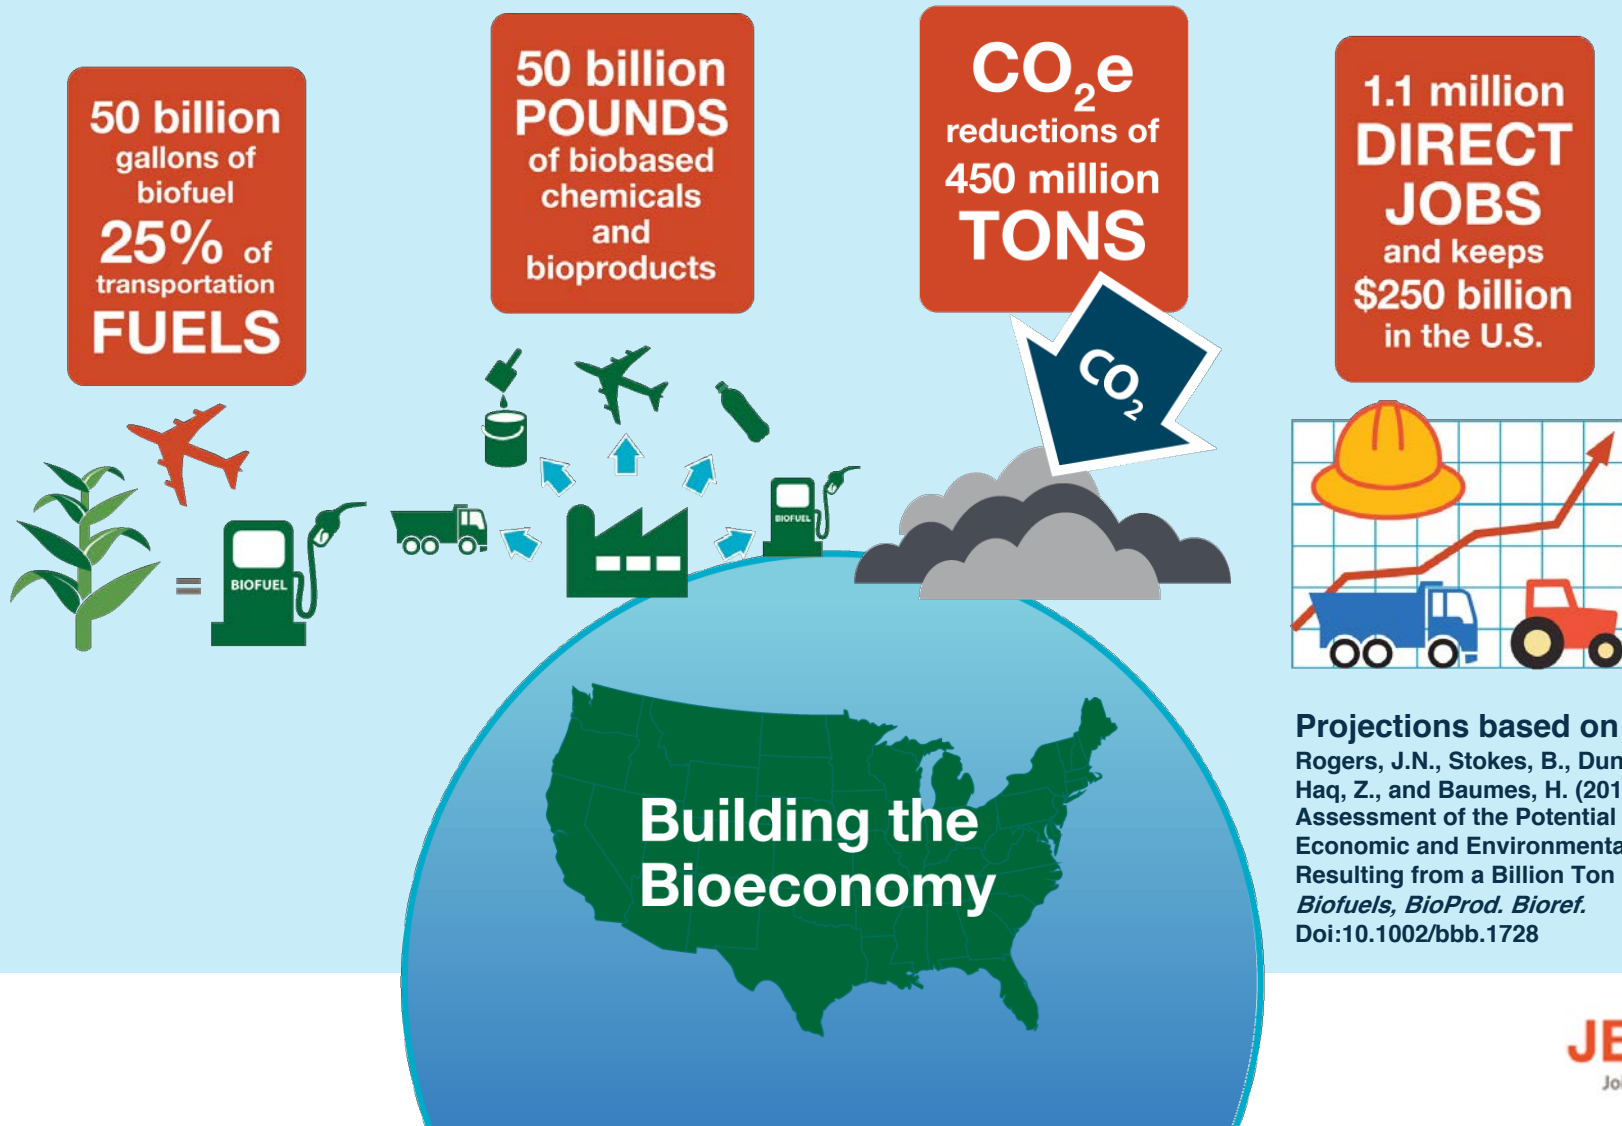 50 billion
gallons of
biofuel
25% of
transportation
FUELS
50 billion
POUNDS
of biobased
chemicals
and
bioproducts
CO₂e
reductions of
450 million
TONS
1.1 million
DIRECT
JOBS
and keeps
$250 billion
in the U.S.
CO₂
BIOFUEL
=
BIOFUEL
Building the
Bioeconomy
Projections based on
Rogers, J.N., Stokes, B., Dun
Haq, Z., and Baumes, H. (201
Assessment of the Potential
Economic and Environmenta
Resulting from a Billion Ton
Biofuels, BioProd. Bioref.
Doi:10.1002/bbb.1728
JB
Joi